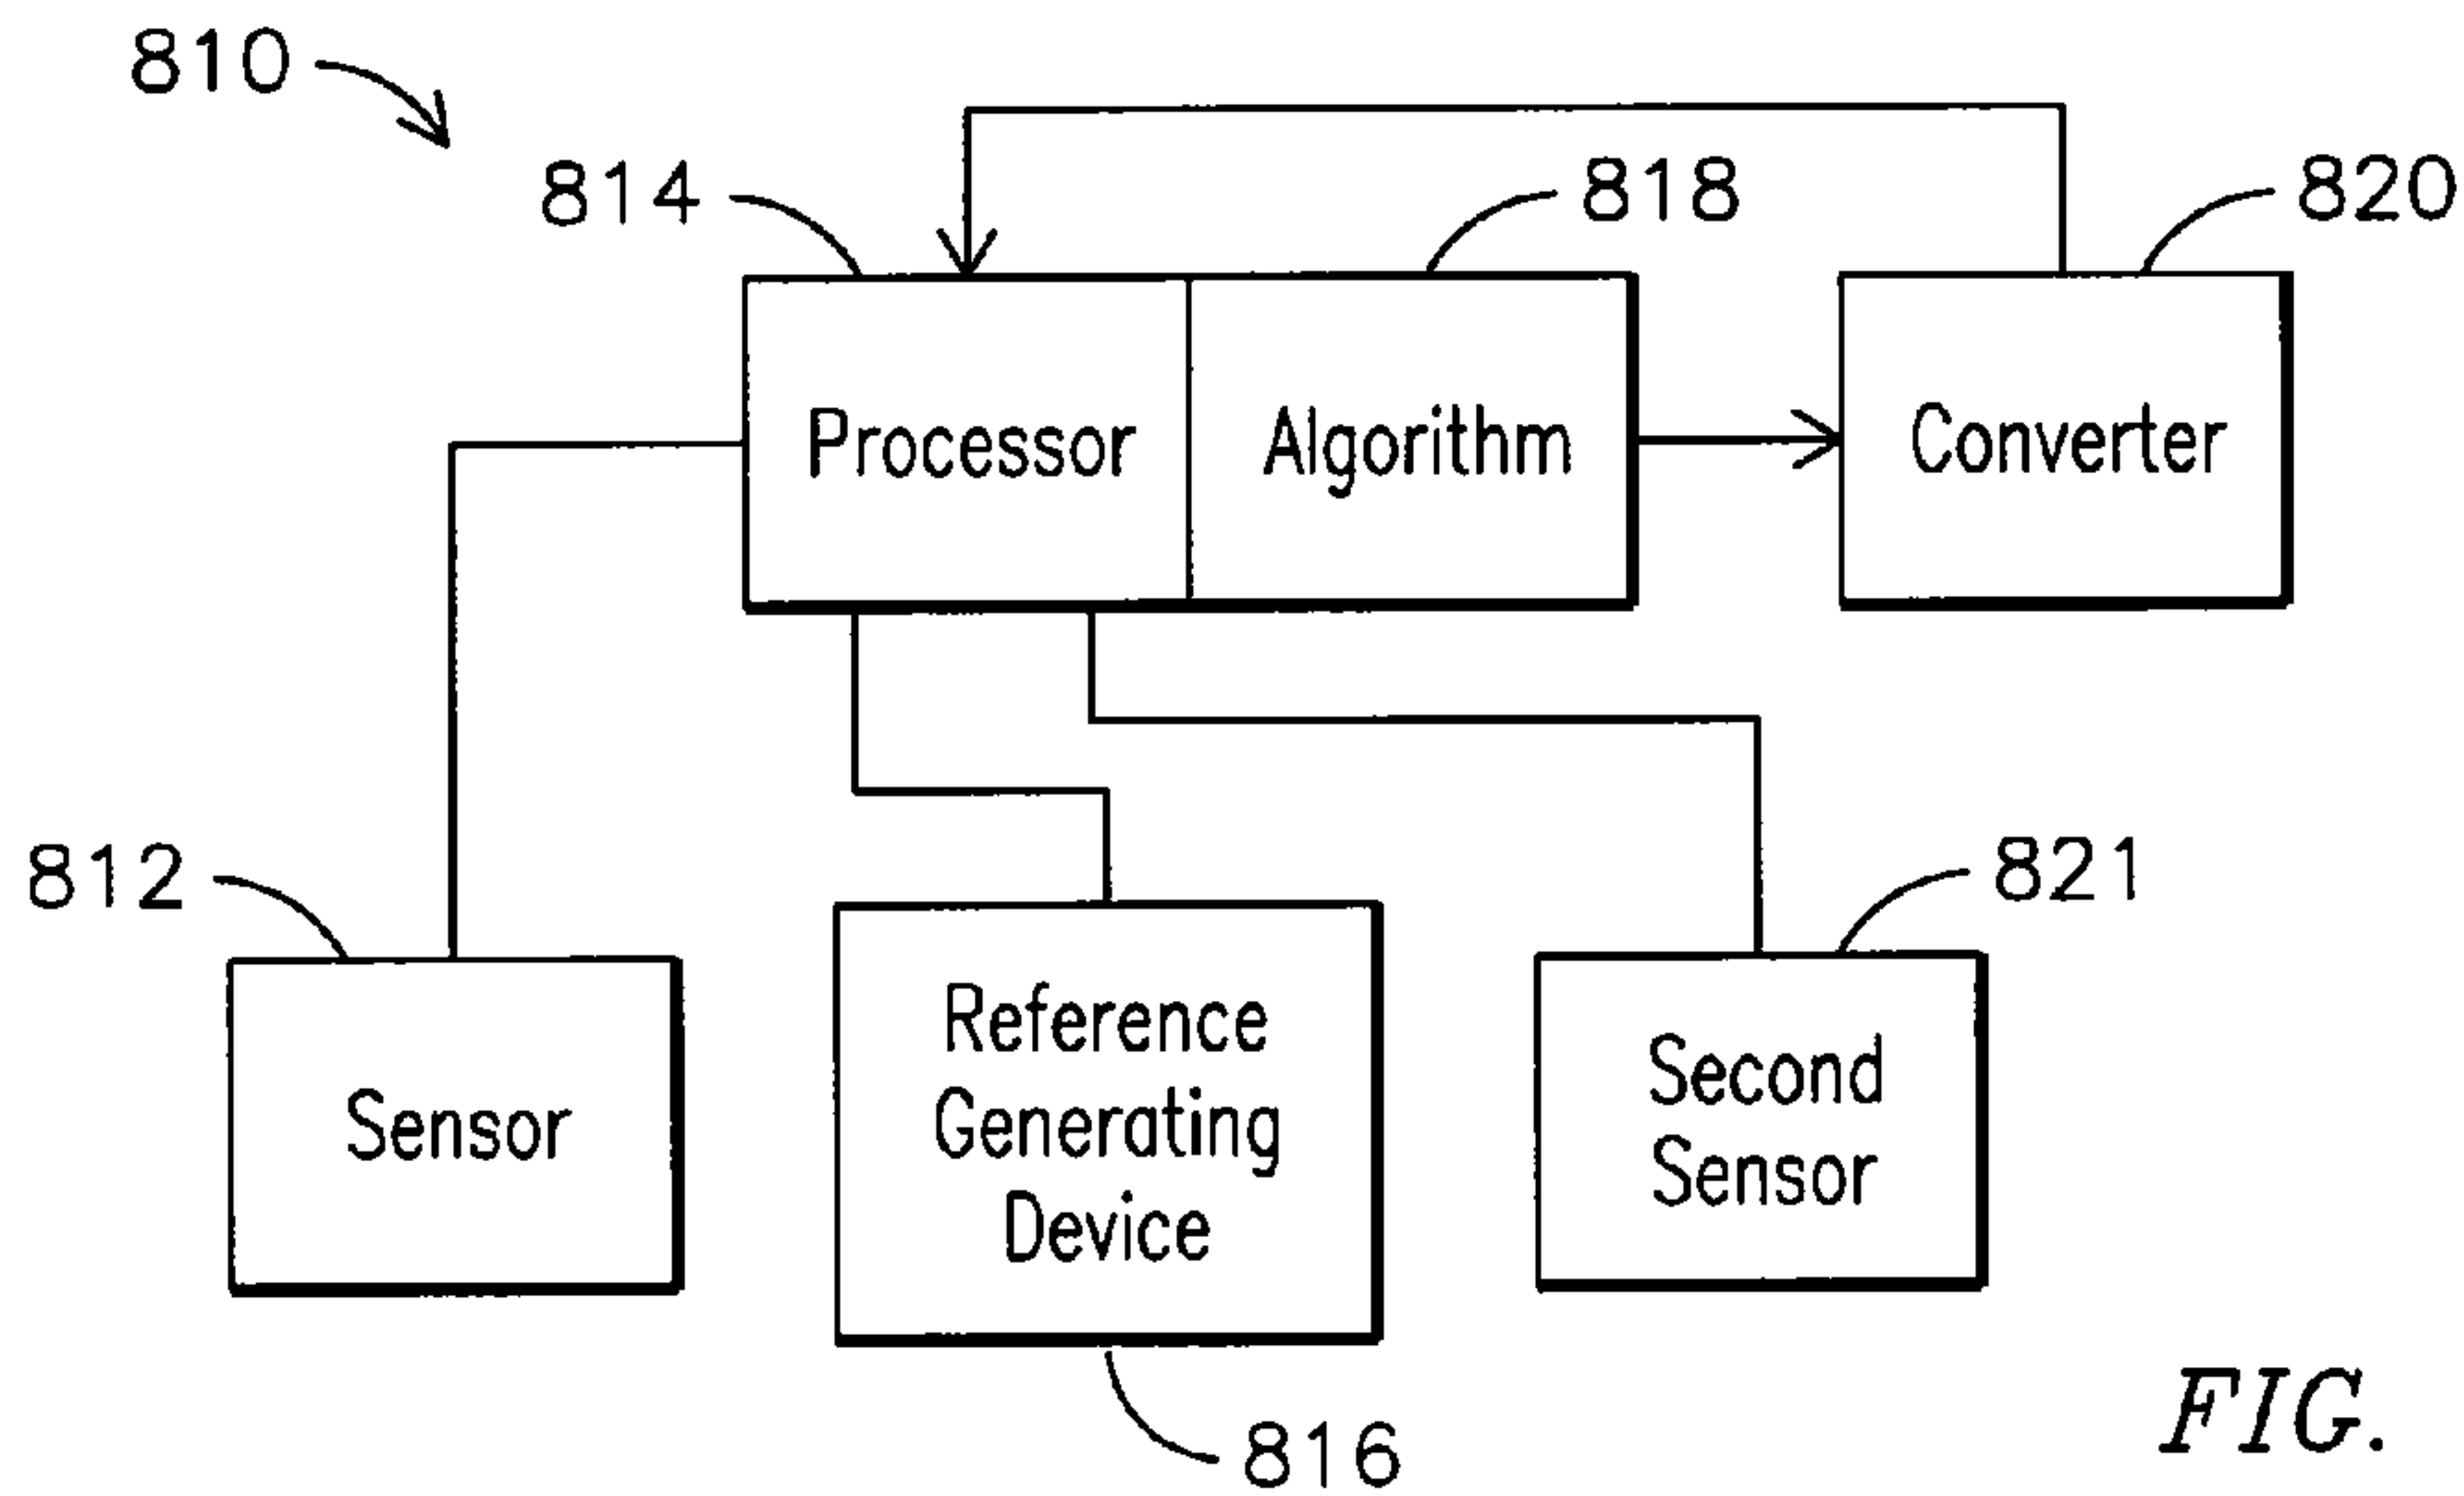 810
814
818
820
Processor
Algorithm
Converter
812
821
Sensor
Reference
Generating
Device
Second
Sensor
816
FIG.